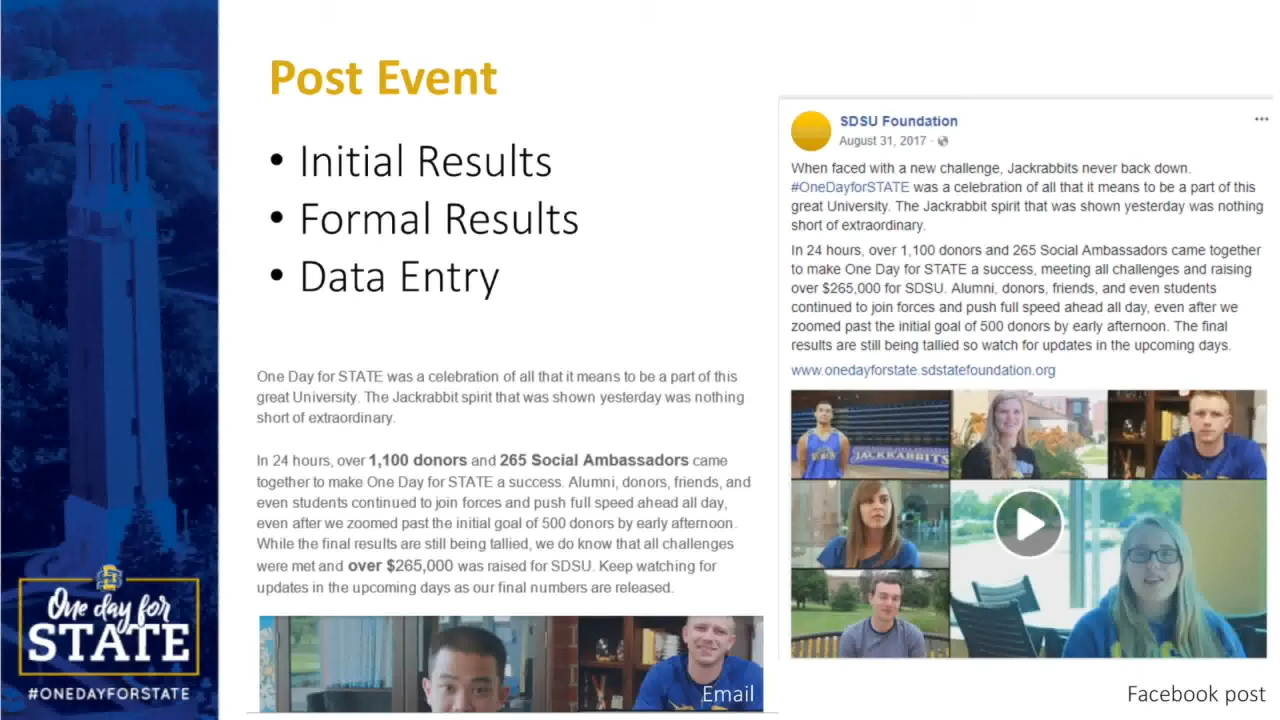 Post Event
• Initial Results
• Formal Results
• Data Entry
One Day for STATE was a celebration of all that it means to be a part of this
great University. The Jackrabbit spirit that was shown yesterday was nothing
short of extraordinary.
In 24 hours, over 1,100 donors and 265 Social Ambassadors came
together to make One Day for STATE a success. Alumni, donors, friends, and
even students continued to join forces and push full speed ahead all day,
even after we zoomed past the initial goal of 500 donors by early afternoon.
While the final results are still being tallied, we do know that all challenges
were met and over $265,000 was raised for SDSU. Keep watching for
updates in the upcoming days as our final numbers are released.
Email
SDSU Foundation
August 31, 2017 ·
When faced with a new challenge, Jackrabbits never back down.
#OneDayforSTATE was a celebration of all that it means to be a part of this
great University. The Jackrabbit spirit that was shown yesterday was nothing
short of extraordinary.
In 24 hours, over 1,100 donors and 265 Social Ambassadors came together
to make One Day for STATE a success, meeting all challenges and raising
over $265,000 for SDSU. Alumni, donors, friends, and even students
continued to join forces and push full speed ahead all day, even after we
zoomed past the initial goal of 500 donors by early afternoon. The final
results are still being tallied so watch for updates in the upcoming days.
www.onedayforstate.sdstatefoundation.org
JACKRABBITS
Facebook post
One day for
STATE
#ONEDAYFORSTATE